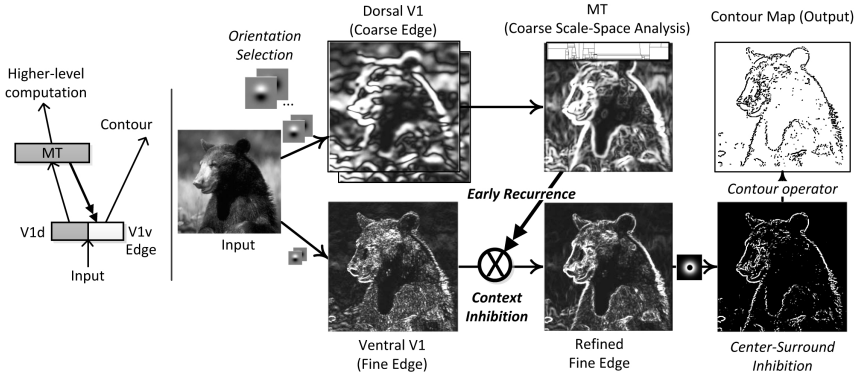 Higher-level
computation
Contour
MT
V1d
V1v
Edge
Input
Orientation
Selection
...
Input
Dorsal V1
(Coarse Edge)
MT
(Coarse Scale-Space Analysis)
Contour Map (Output)
Early Recurrence
Contour operator
X
Context
Inhibition
Ventral V1
(Fine Edge)
Refined
Fine Edge
Center-Surround
Inhibition